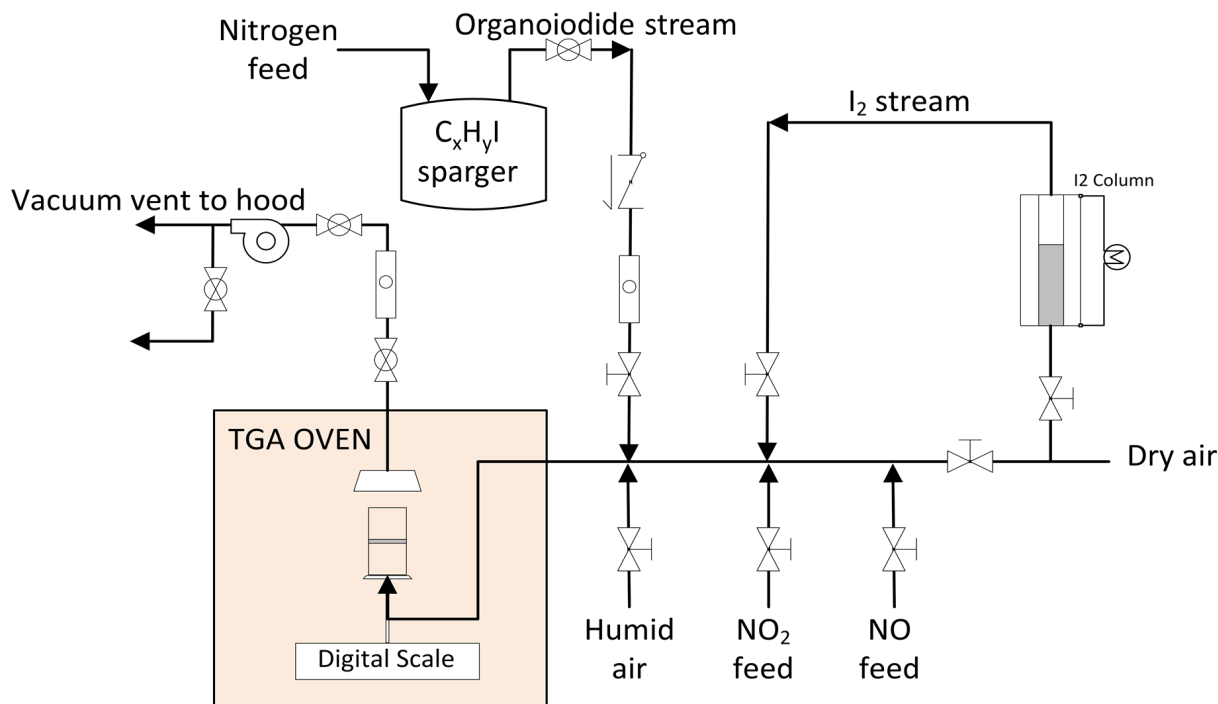 Nitrogen
feed
Organoiodide stream
CₓHᵧI
sparger
I₂ stream
I2 Column
M
Vacuum vent to hood
TGA OVEN
Dry air
Digital Scale
Humid
air
NO₂
feed
NO
feed